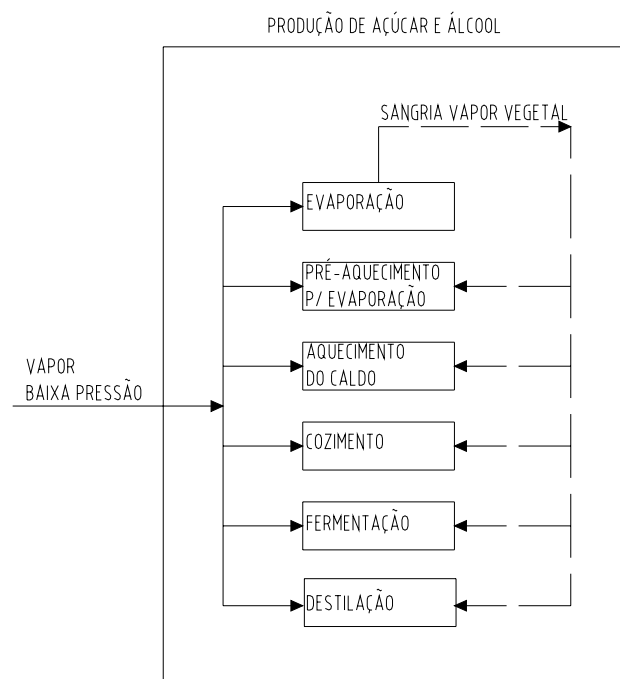 PRODUÇÃO DE AÇÚCAR E ÁLCOOL
SANGRIA VAPOR VEGETAL
EVAPORAÇÃO
PRÉ-AQUECIMENTO
P/ EVAPORAÇÃO
AQUECIMENTO
DO CALDO
VAPOR
BAIXA PRESSÃO
COZIMENTO
FERMENTAÇÃO
DESTILAÇÃO